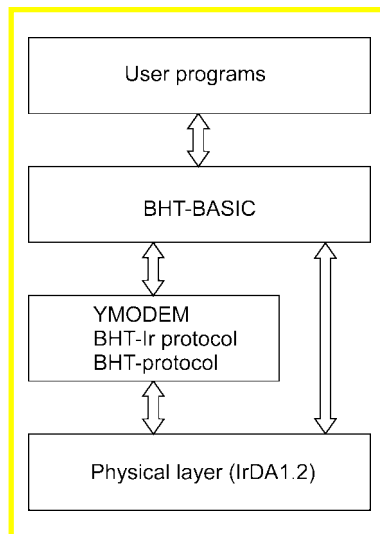 User programs
BHT-BASIC
YMODEM
BHT-Ir protocol
BHT-protocol
Physical layer (IrDA1.2)